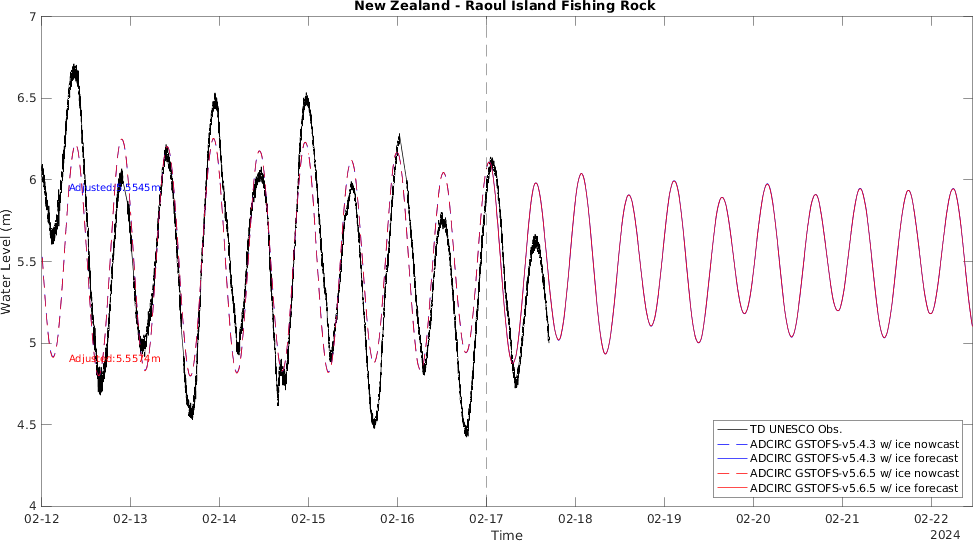 New Zealand - Raoul Island Fishing Rock
Water Level (m)
7
6.5
6
5.5
5
4.5
4
Adjusted:5.5545m
Adjusted:5.5574m
TD UNESCO Obs.
ADCIRC GSTOFS-v5.4.3 w/ ice nowcast
ADCIRC GSTOFS-v5.4.3 w/ ice forecast
ADCIRC GSTOFS-v5.6.5 w/ ice nowcast
ADCIRC GSTOFS-v5.6.5 w/ ice forecast
02-12 02-13 02-14 02-15 02-16 02-17 02-18 02-19 02-20 02-21 02-22
Time 2024